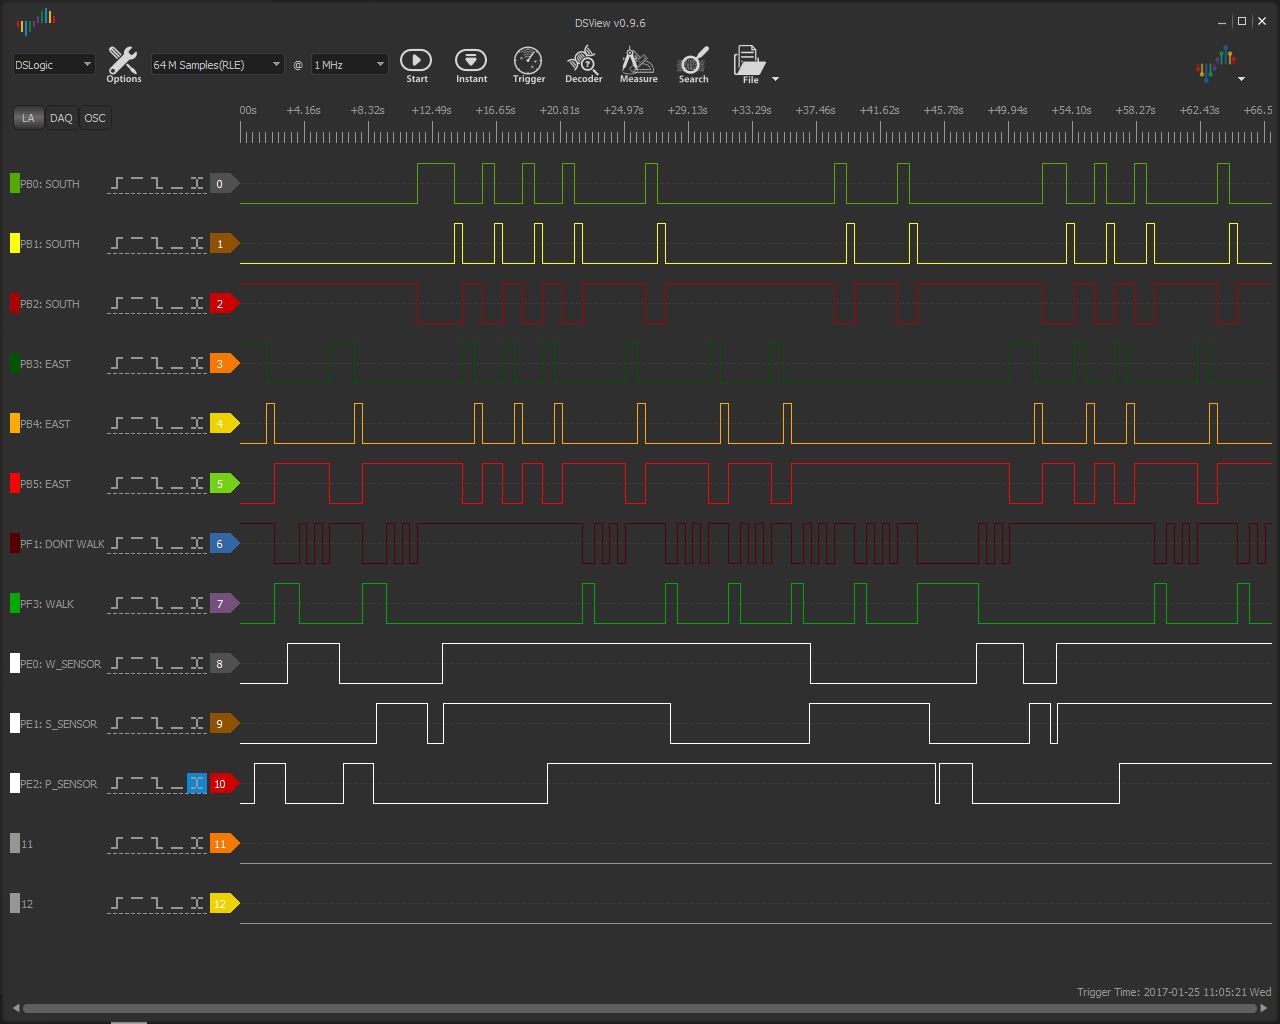 DSView v0.9.6
DSLogic Options 64 M Samples(RLE) @ 1 MHz Start Instant Trigger Decoder Measure Search File
LA DAQ OSC
00s +4.16s +8.32s +12.49s +16.65s +20.81s +24.97s +29.13s +33.29s +37.46s +41.62s +45.78s +49.94s +54.10s +58.27s +62.43s +66.5
PB0: SOUTH 0
PB1: SOUTH 1
PB2: SOUTH 2
PB3: EAST 3
PB4: EAST 4
PB5: EAST 5
PF1: DONT WALK 6
PF3: WALK 7
PE0: W_SENSOR 8
PE1: S_SENSOR 9
PE2: P_SENSOR 10
11 11
12 12
Trigger Time: 2017-01-25 11:05:21 Wed